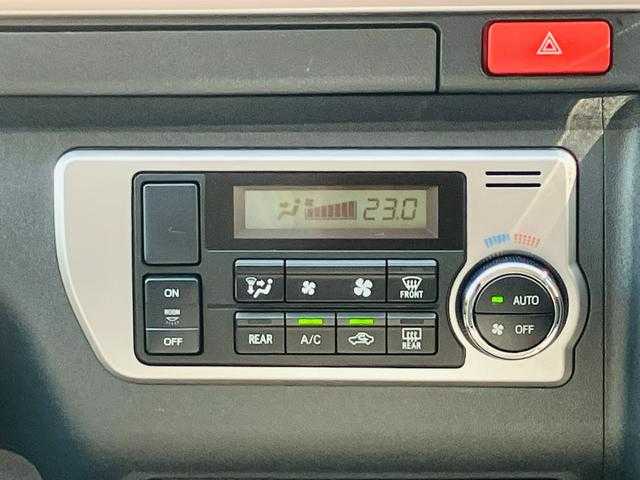 23.0
ON
ROOM
OFF
FRONT
REAR
A/C
REAR
AUTO
OFF